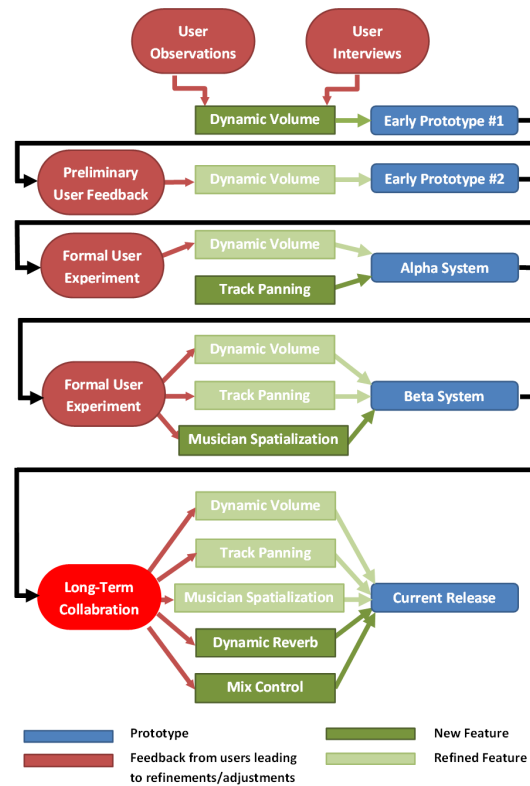 User
Observations
User
Interviews
Dynamic Volume
Early Prototype #1
Preliminary
User Feedback
Dynamic Volume
Early Prototype #2
Formal User
Experiment
Dynamic Volume
Track Panning
Alpha System
Formal User
Experiment
Dynamic Volume
Track Panning
Musician Spatialization
Beta System
Long-Term
Collabration
Dynamic Volume
Track Panning
Musician Spatialization
Dynamic Reverb
Mix Control
Current Release
Prototype
New Feature
Feedback from users leading
to refinements/adjustments
Refined Feature